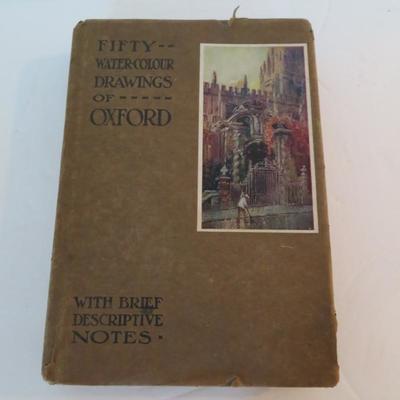 FIFTY--
WATER-COLOUR
DRAWINGS
OF-----
OXFORD
WITH BRIEF
DESCRIPTIVE
NOTES·